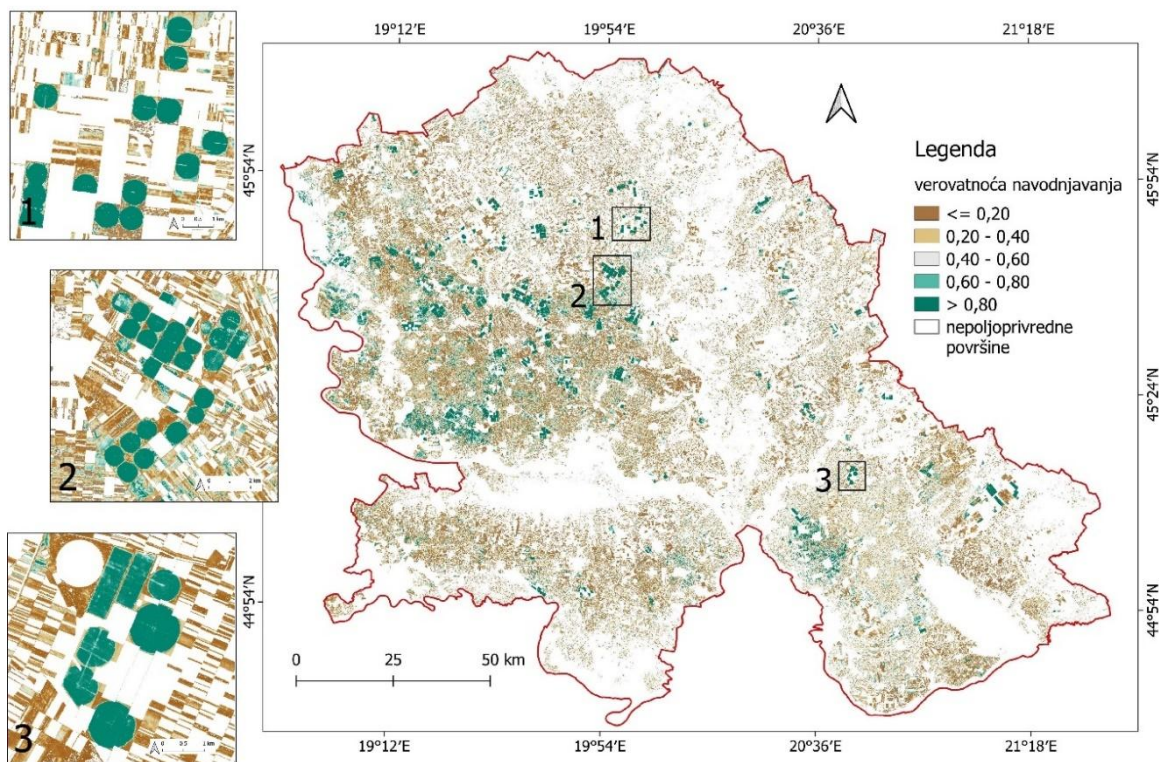 19°12'E 19°54'E 20°36'E 21°18'E
45°54'N
45°54'N
45°24'N
44°54'N
44°54'N
1
2
3
1
2
3
Legenda
verovatnoća navodnjavanja
<= 0,20
0,20 - 0,40
0,40 - 0,60
0,60 - 0,80
> 0,80
nepoljoprivredne
površine
0 25 50 km
19°12'E 19°54'E 20°36'E 21°18'E